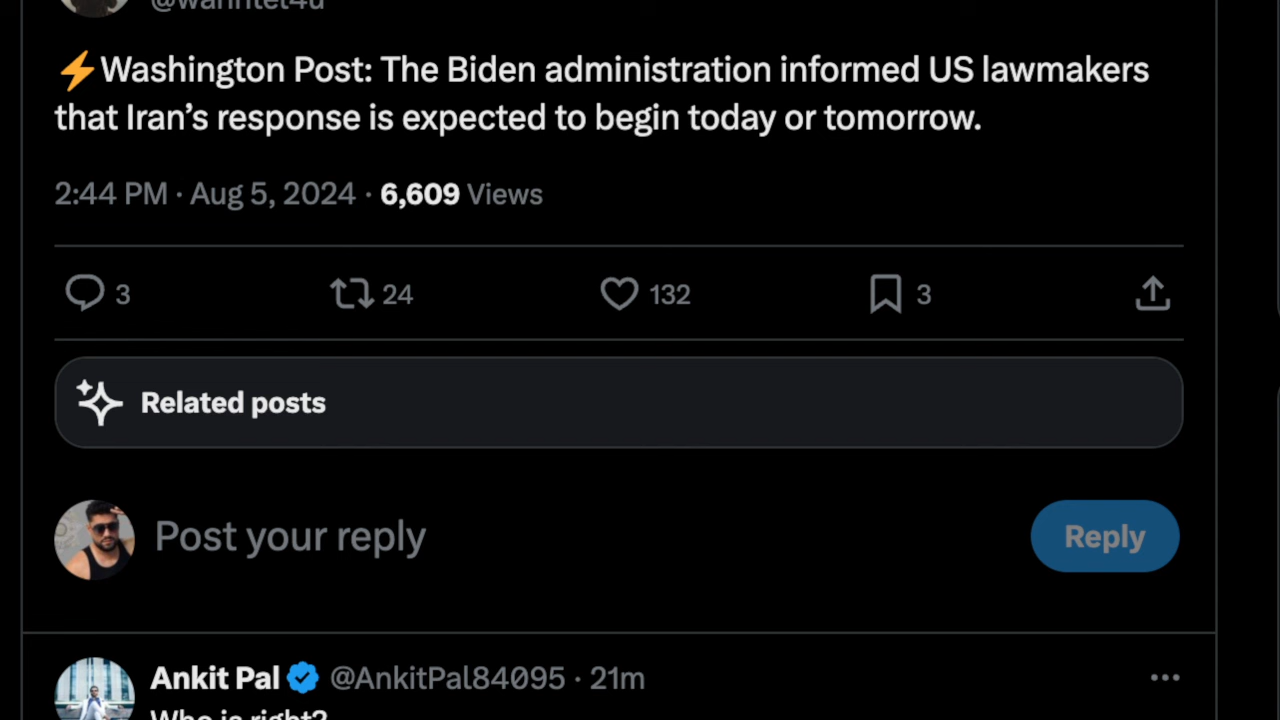 @warintel4u
⚡Washington Post: The Biden administration informed US lawmakers
that Iran’s response is expected to begin today or tomorrow.
2:44 PM · Aug 5, 2024 · 6,609 Views
3 24 132 3
Related posts
Post your reply Reply
Ankit Pal @AnkitPal84095 · 21m
Who is right?